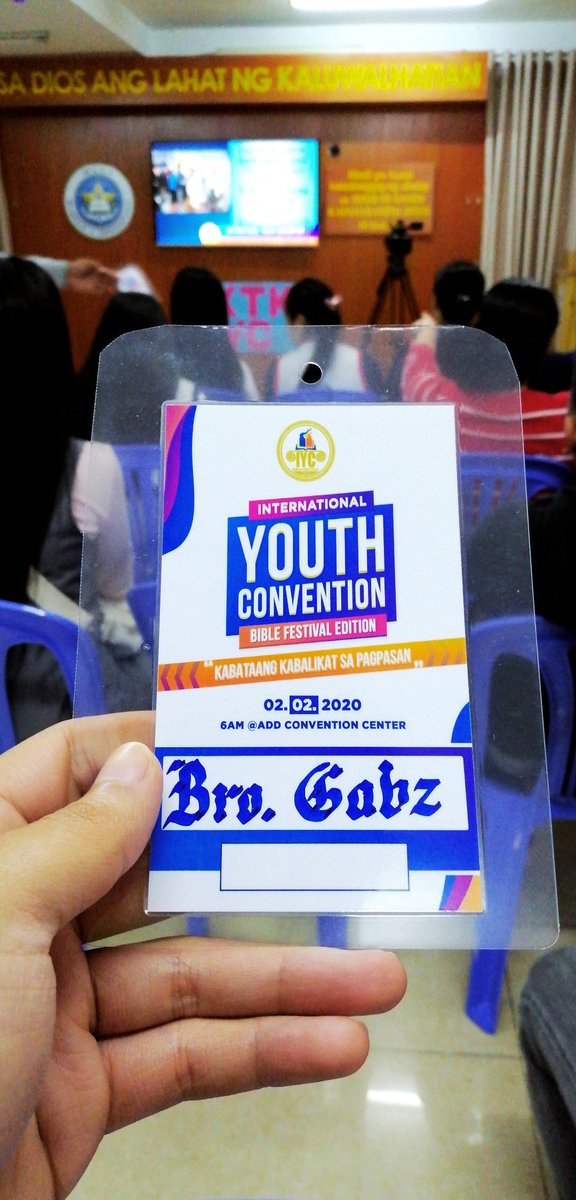 SA DIOS ANG LAHAT NG KALUWALHATIAN
IYC
INTERNATIONAL
YOUTH
CONVENTION
BIBLE FESTIVAL EDITION
"KABATAANG KABALIKAT SA PAGPASAN"
02.02.2020
6AM @ADD CONVENTION CENTER
Bro. Gabz